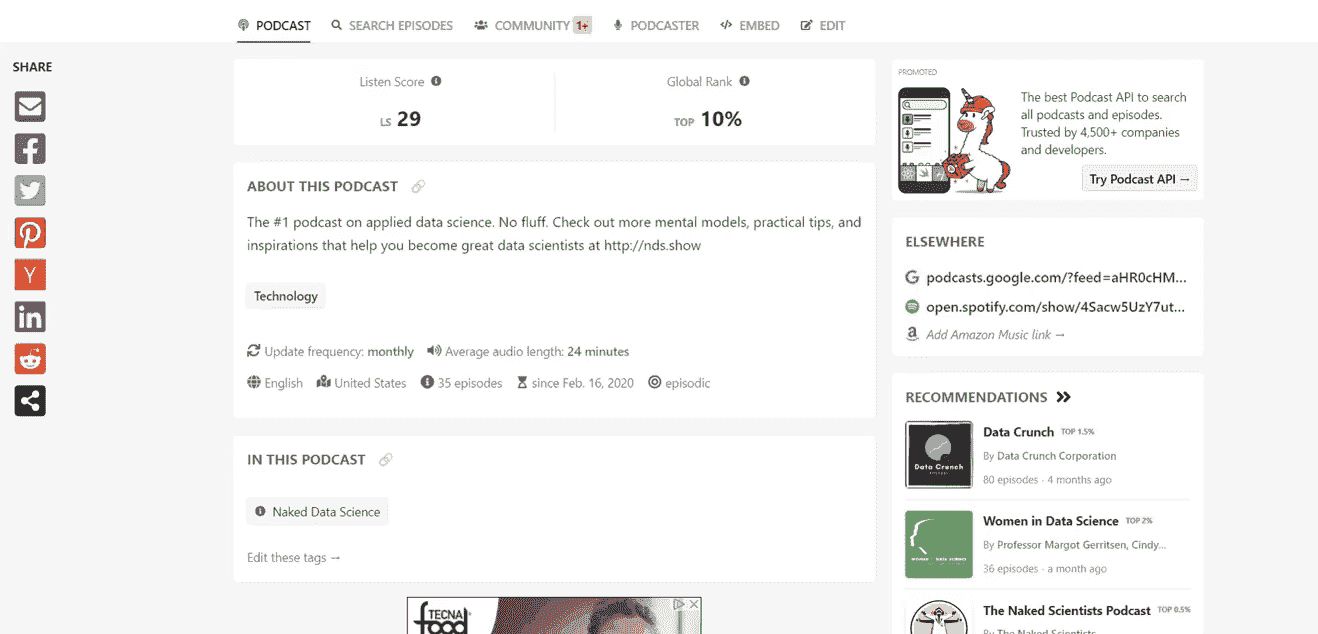 PODCAST SEARCH EPISODES COMMUNITY 1+ PODCASTER EMBED EDIT
SHARE
Listen Score
LS 29
Global Rank
TOP 10%
ABOUT THIS PODCAST
The #1 podcast on applied data science. No fluff. Check out more mental models, practical tips, and
inspirations that help you become great data scientists at http://nds.show
Technology
Update frequency: monthly Average audio length: 24 minutes
English United States 35 episodes since Feb. 16, 2020 episodic
IN THIS PODCAST
Naked Data Science
Edit these tags →
TECNA
food
PROMOTED
The best Podcast API to search
all podcasts and episodes.
Trusted by 4,500+ companies
and developers.
Try Podcast API →
ELSEWHERE
podcasts.google.com/?feed=aHR0cHM...
open.spotify.com/show/4Sacw5UzY7ut...
Add Amazon Music link →
RECOMMENDATIONS
Data Crunch
Data Crunch TOP 1.5%
By Data Crunch Corporation
80 episodes · 4 months ago
Women in Data Science TOP 2%
By Professor Margot Gerritsen, Cindy...
36 episodes · a month ago
The Naked Scientists Podcast TOP 0.5%
By The Naked Scientists